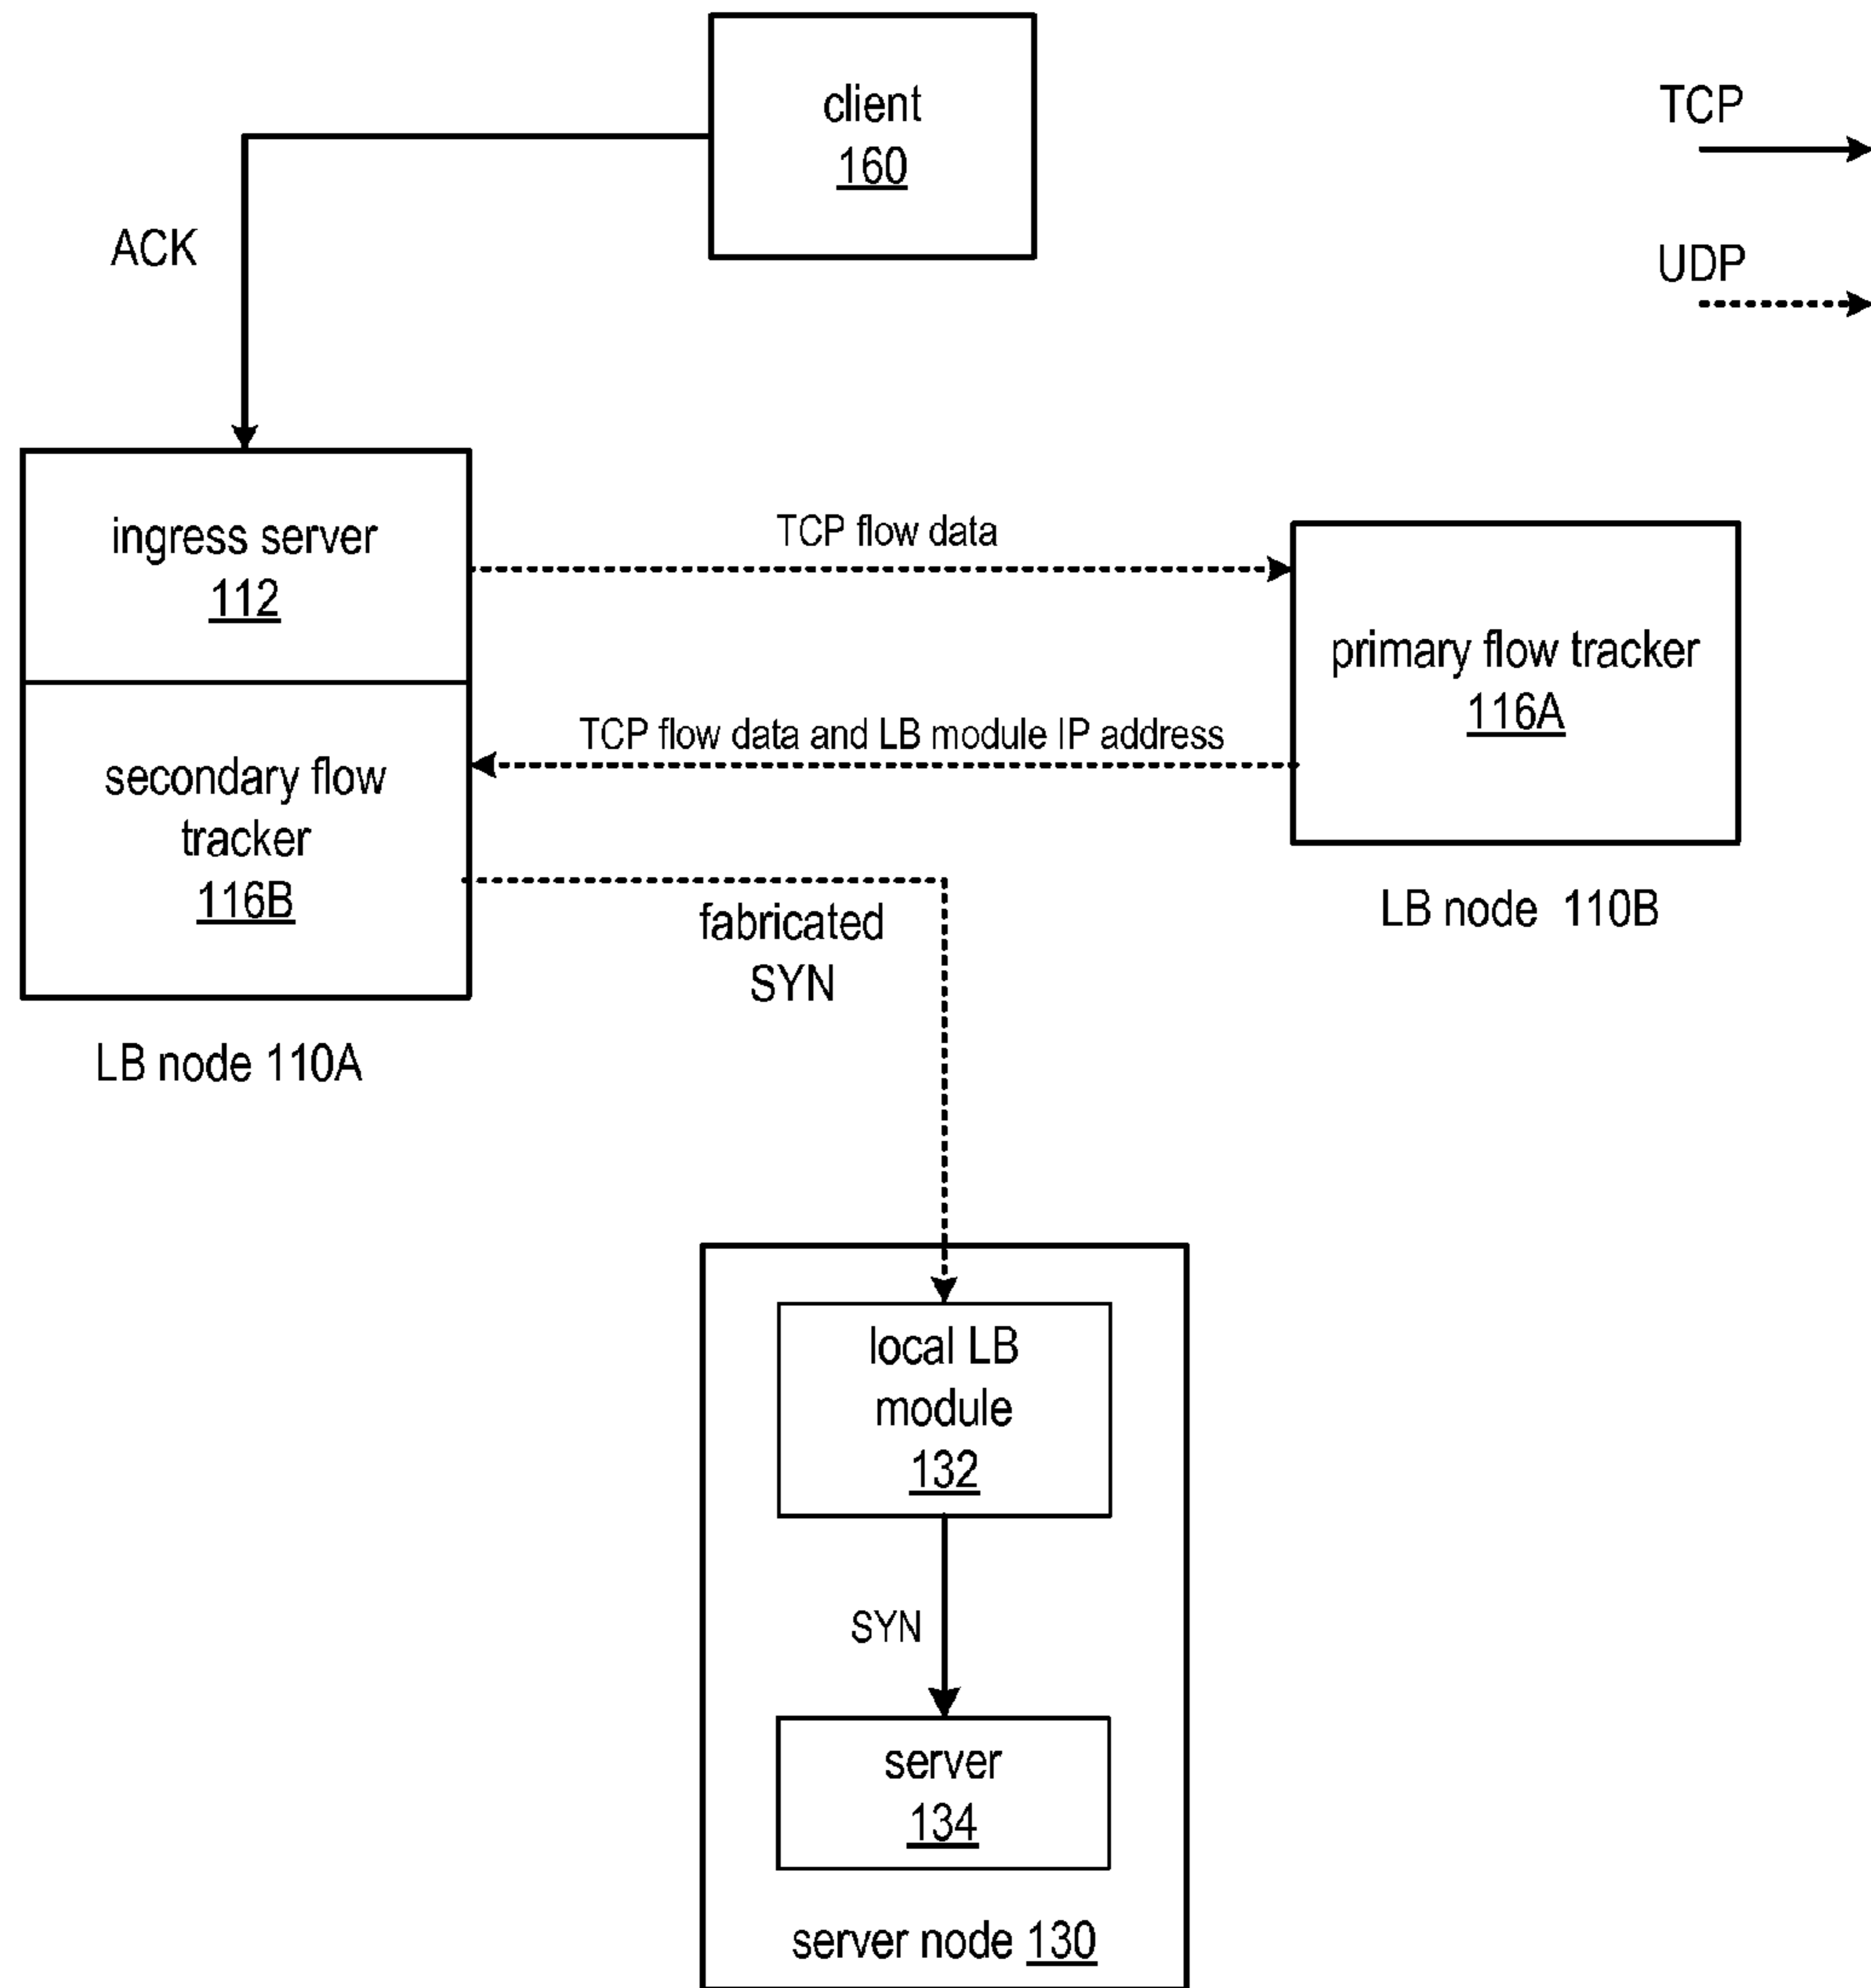 client
160
TCP
UDP
ACK
ingress server
112
TCP flow data
primary flow tracker
116A
TCP flow data and LB module IP address
secondary flow
tracker
116B
fabricated
SYN
LB node 110B
LB node 110A
local LB
module
132
SYN
server
134
server node 130